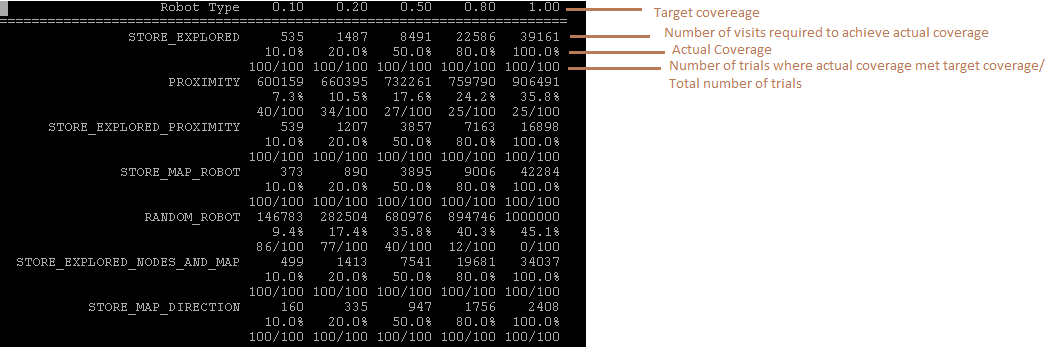 Robot Type 0.10 0.20 0.50 0.80 1.00 Target covereage
==============================================================
STORE_EXPLORED 535 1487 8491 22586 39161 Number of visits required to achieve actual coverage
10.0% 20.0% 50.0% 80.0% 100.0% Actual Coverage
100/100 100/100 100/100 100/100 100/100 Number of trials where actual coverage met target coverage/
Total number of trials
PROXIMITY 600159 660395 732261 759790 906491
7.3% 10.5% 17.6% 24.2% 35.8%
40/100 34/100 27/100 25/100 25/100
STORE_EXPLORED_PROXIMITY 539 1207 3857 7163 16898
10.0% 20.0% 50.0% 80.0% 100.0%
100/100 100/100 100/100 100/100 100/100
STORE_MAP_ROBOT 373 890 3895 9006 42284
10.0% 20.0% 50.0% 80.0% 100.0%
100/100 100/100 100/100 100/100 100/100
RANDOM_ROBOT 146783 282504 680976 894746 1000000
9.4% 17.4% 35.8% 40.3% 45.1%
86/100 77/100 40/100 12/100 0/100
STORE_EXPLORED_NODES_AND_MAP 499 1413 7541 19681 34037
10.0% 20.0% 50.0% 80.0% 100.0%
100/100 100/100 100/100 100/100 100/100
STORE_MAP_DIRECTION 160 335 947 1756 2408
10.0% 20.0% 50.0% 80.0% 100.0%
100/100 100/100 100/100 100/100 100/100